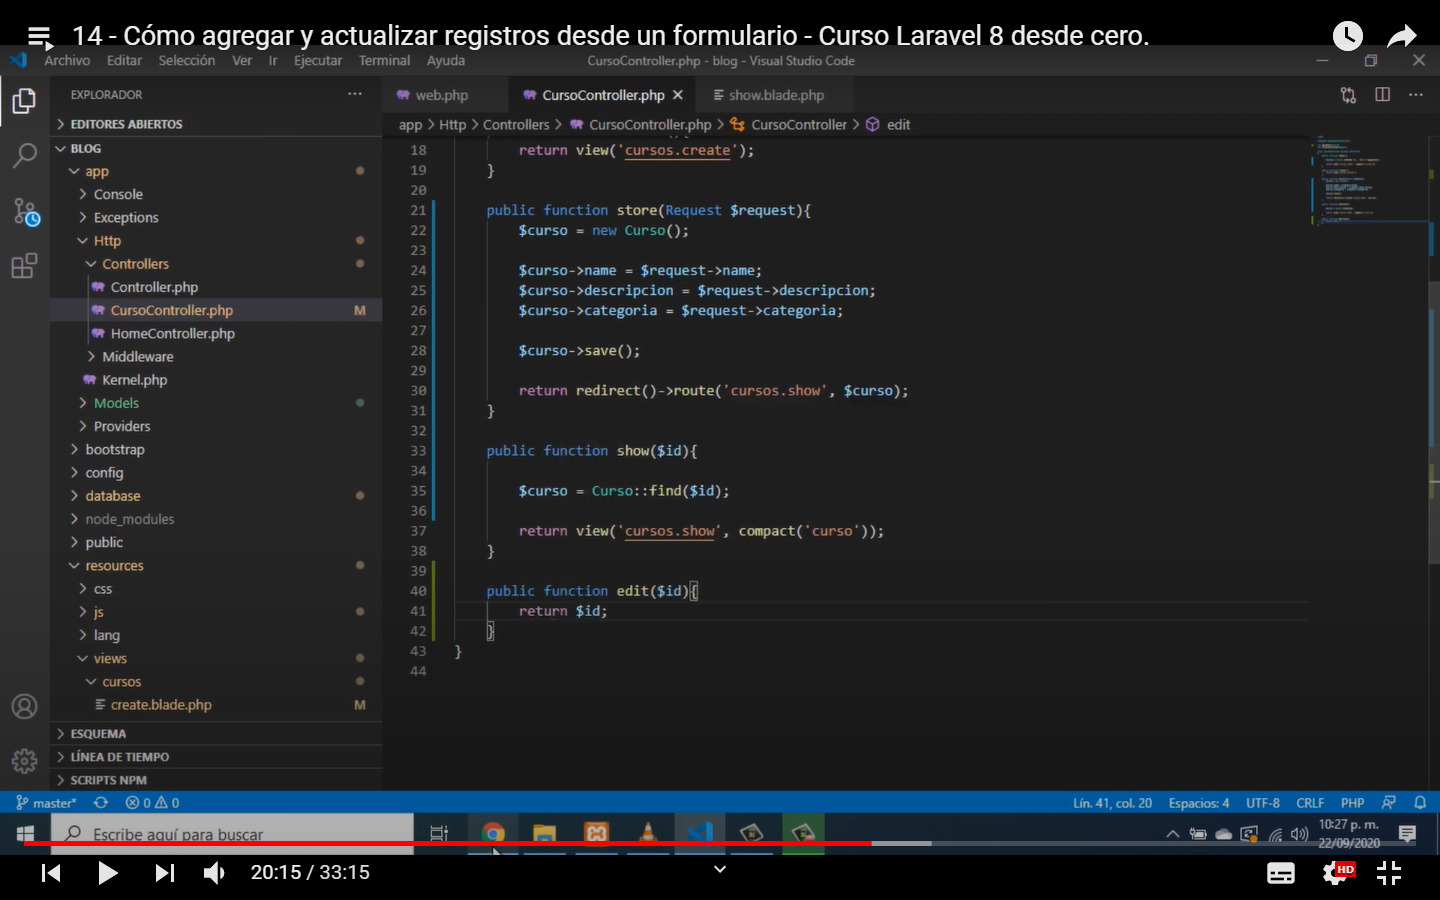 14 - Cómo agregar y actualizar registros desde un formulario - Curso Laravel 8 desde cero.
Archivo Editar Selección Ver Ir Ejecutar Terminal Ayuda CursoController.php - blog - Visual Studio Code
EXPLORADOR
web.php CursoController.php show.blade.php
EDITORES ABIERTOS
app > Http > Controllers > CursoController.php > CursoController > edit
BLOG
app
Console
Exceptions
Http
Controllers
Controller.php
CursoController.php M
HomeController.php
Middleware
Kernel.php
Models
Providers
bootstrap
config
database
node_modules
public
resources
css
js
lang
views
cursos
create.blade.php M
ESQUEMA
LÍNEA DE TIEMPO
SCRIPTS NPM
18 return view('cursos.create');
19 }
20
21 public function store(Request $request){
22 $curso = new Curso();
23
24 $curso->name = $request->name;
25 $curso->descripcion = $request->descripcion;
26 $curso->categoria = $request->categoria;
27
28 $curso->save();
29
30 return redirect()->route('cursos.show', $curso);
31 }
32
33 public function show($id){
34
35 $curso = Curso::find($id);
36
37 return view('cursos.show', compact('curso'));
38 }
39
40 public function edit($id){
41 return $id;
42 }
43 }
44
master* 0 0 Lín. 41, col. 20 Espacios: 4 UTF-8 CRLF PHP
Escribe aquí para buscar
10:27 p. m.
22/09/2020
20:15 / 33:15
HD